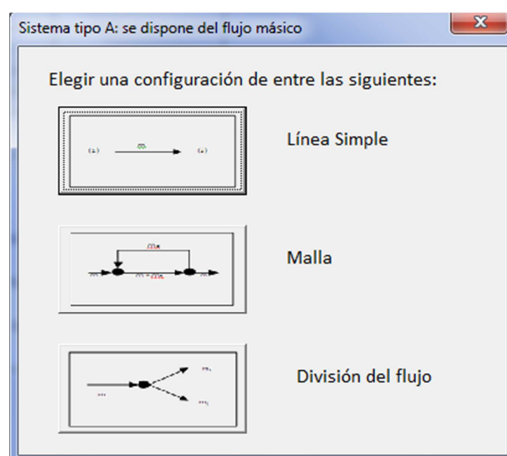 Sistema tipo A: se dispone del flujo másico
Elegir una configuración de entre las siguientes:
Línea Simple
Malla
División del flujo